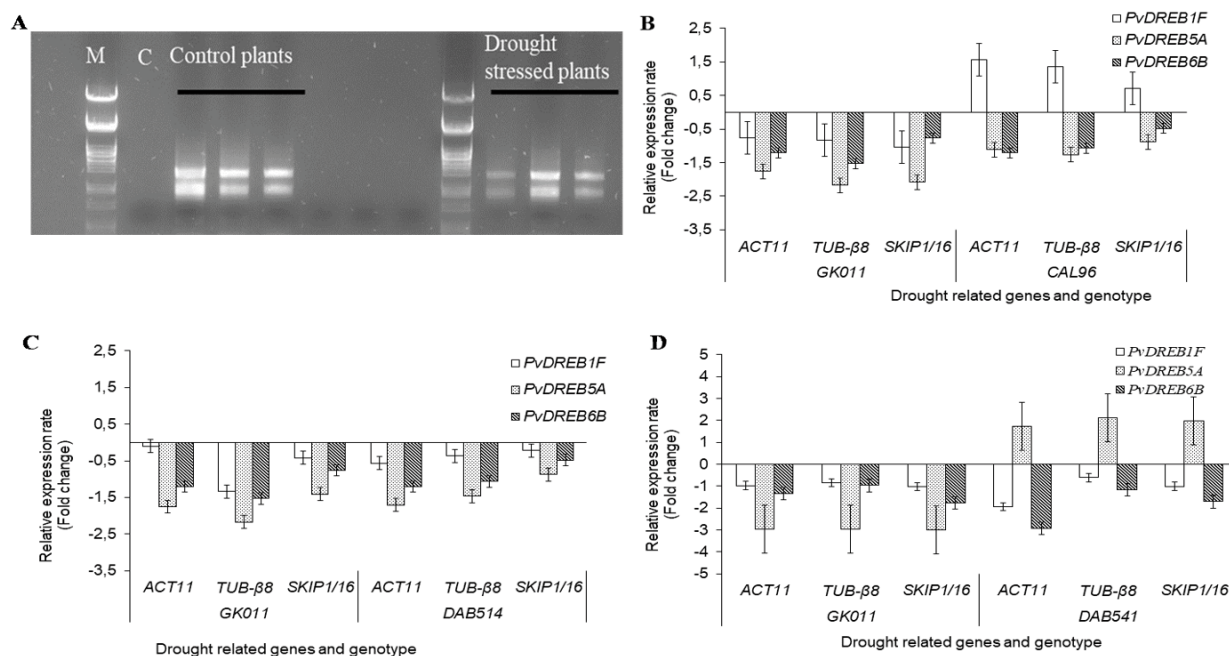 A
M C Control plants
Drought
stressed plants
B
PvDREB1F
PvDREB5A
PvDREB6B
2,5
1,5
0,5
-0,5
-1,5
-2,5
-3,5
Relative expression rate
(Fold change)
ACT11 TUB-β8 SKIP1/16 ACT11 TUB-β8 SKIP1/16
GK011 CAL96
Drought related genes and genotype
C
PvDREB1F
PvDREB5A
PvDREB6B
2,5
1,5
0,5
-0,5
-1,5
-2,5
-3,5
Relative expression rate
(Fold change)
ACT11 TUB-β8 SKIP1/16 ACT11 TUB-β8 SKIP1/16
GK011 DAB514
Drought related genes and genotype
D
PvDREB1F
PvDREB5A
PvDREB6B
5
4
3
2
1
0
-1
-2
-3
-4
-5
Relative expression rate
(Fold change)
ACT11 TUB-β8 SKIP1/16 ACT11 TUB-β8 SKIP1/16
GK011 DAB541
Drought related genes and genotype